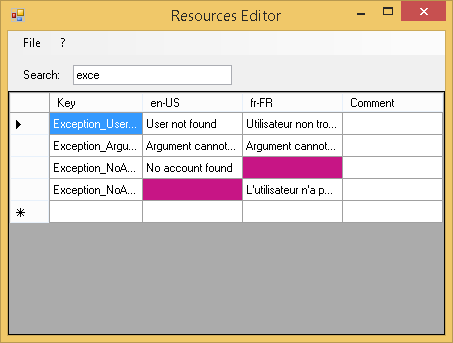 Resources Editor
File ?
Search: exce
Key en-US fr-FR Comment
Exception_User... User not found Utilisateur non tro...
Exception_Argu... Argument cannot... Argument cannot...
Exception_NoA... No account found
Exception_NoA... L'utilisateur n'a p...